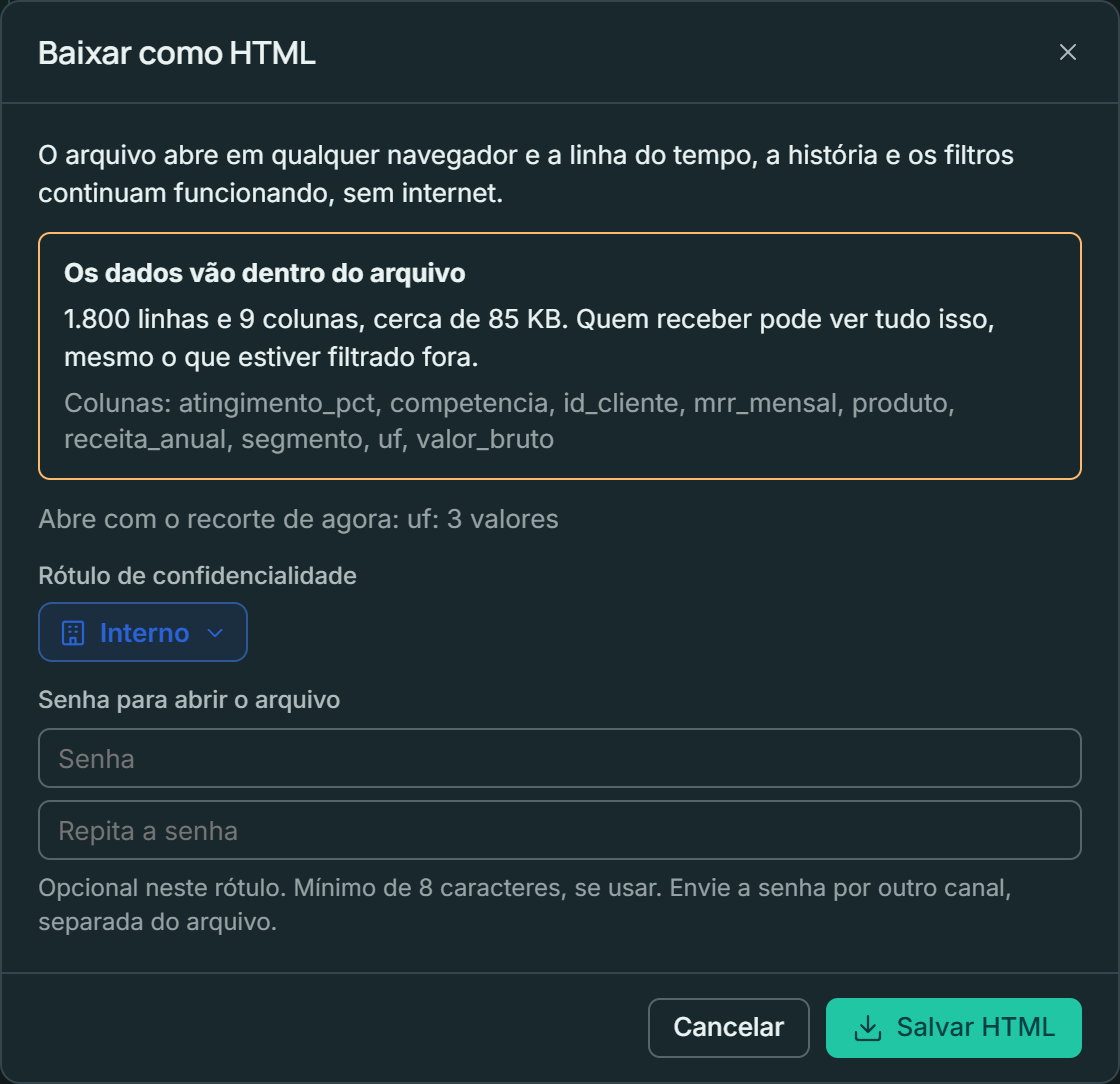 Baixar como HTML
O arquivo abre em qualquer navegador e a linha do tempo, a história e os filtros
continuam funcionando, sem internet.
Os dados vão dentro do arquivo
1.800 linhas e 9 colunas, cerca de 85 KB. Quem receber pode ver tudo isso,
mesmo o que estiver filtrado fora.
Colunas: atingimento_pct, competencia, id_cliente, mrr_mensal, produto,
receita_anual, segmento, uf, valor_bruto
Abre com o recorte de agora: uf: 3 valores
Rótulo de confidencialidade
Interno
Senha para abrir o arquivo
Senha
Repita a senha
Opcional neste rótulo. Mínimo de 8 caracteres, se usar. Envie a senha por outro canal,
separada do arquivo.
Cancelar
Salvar HTML